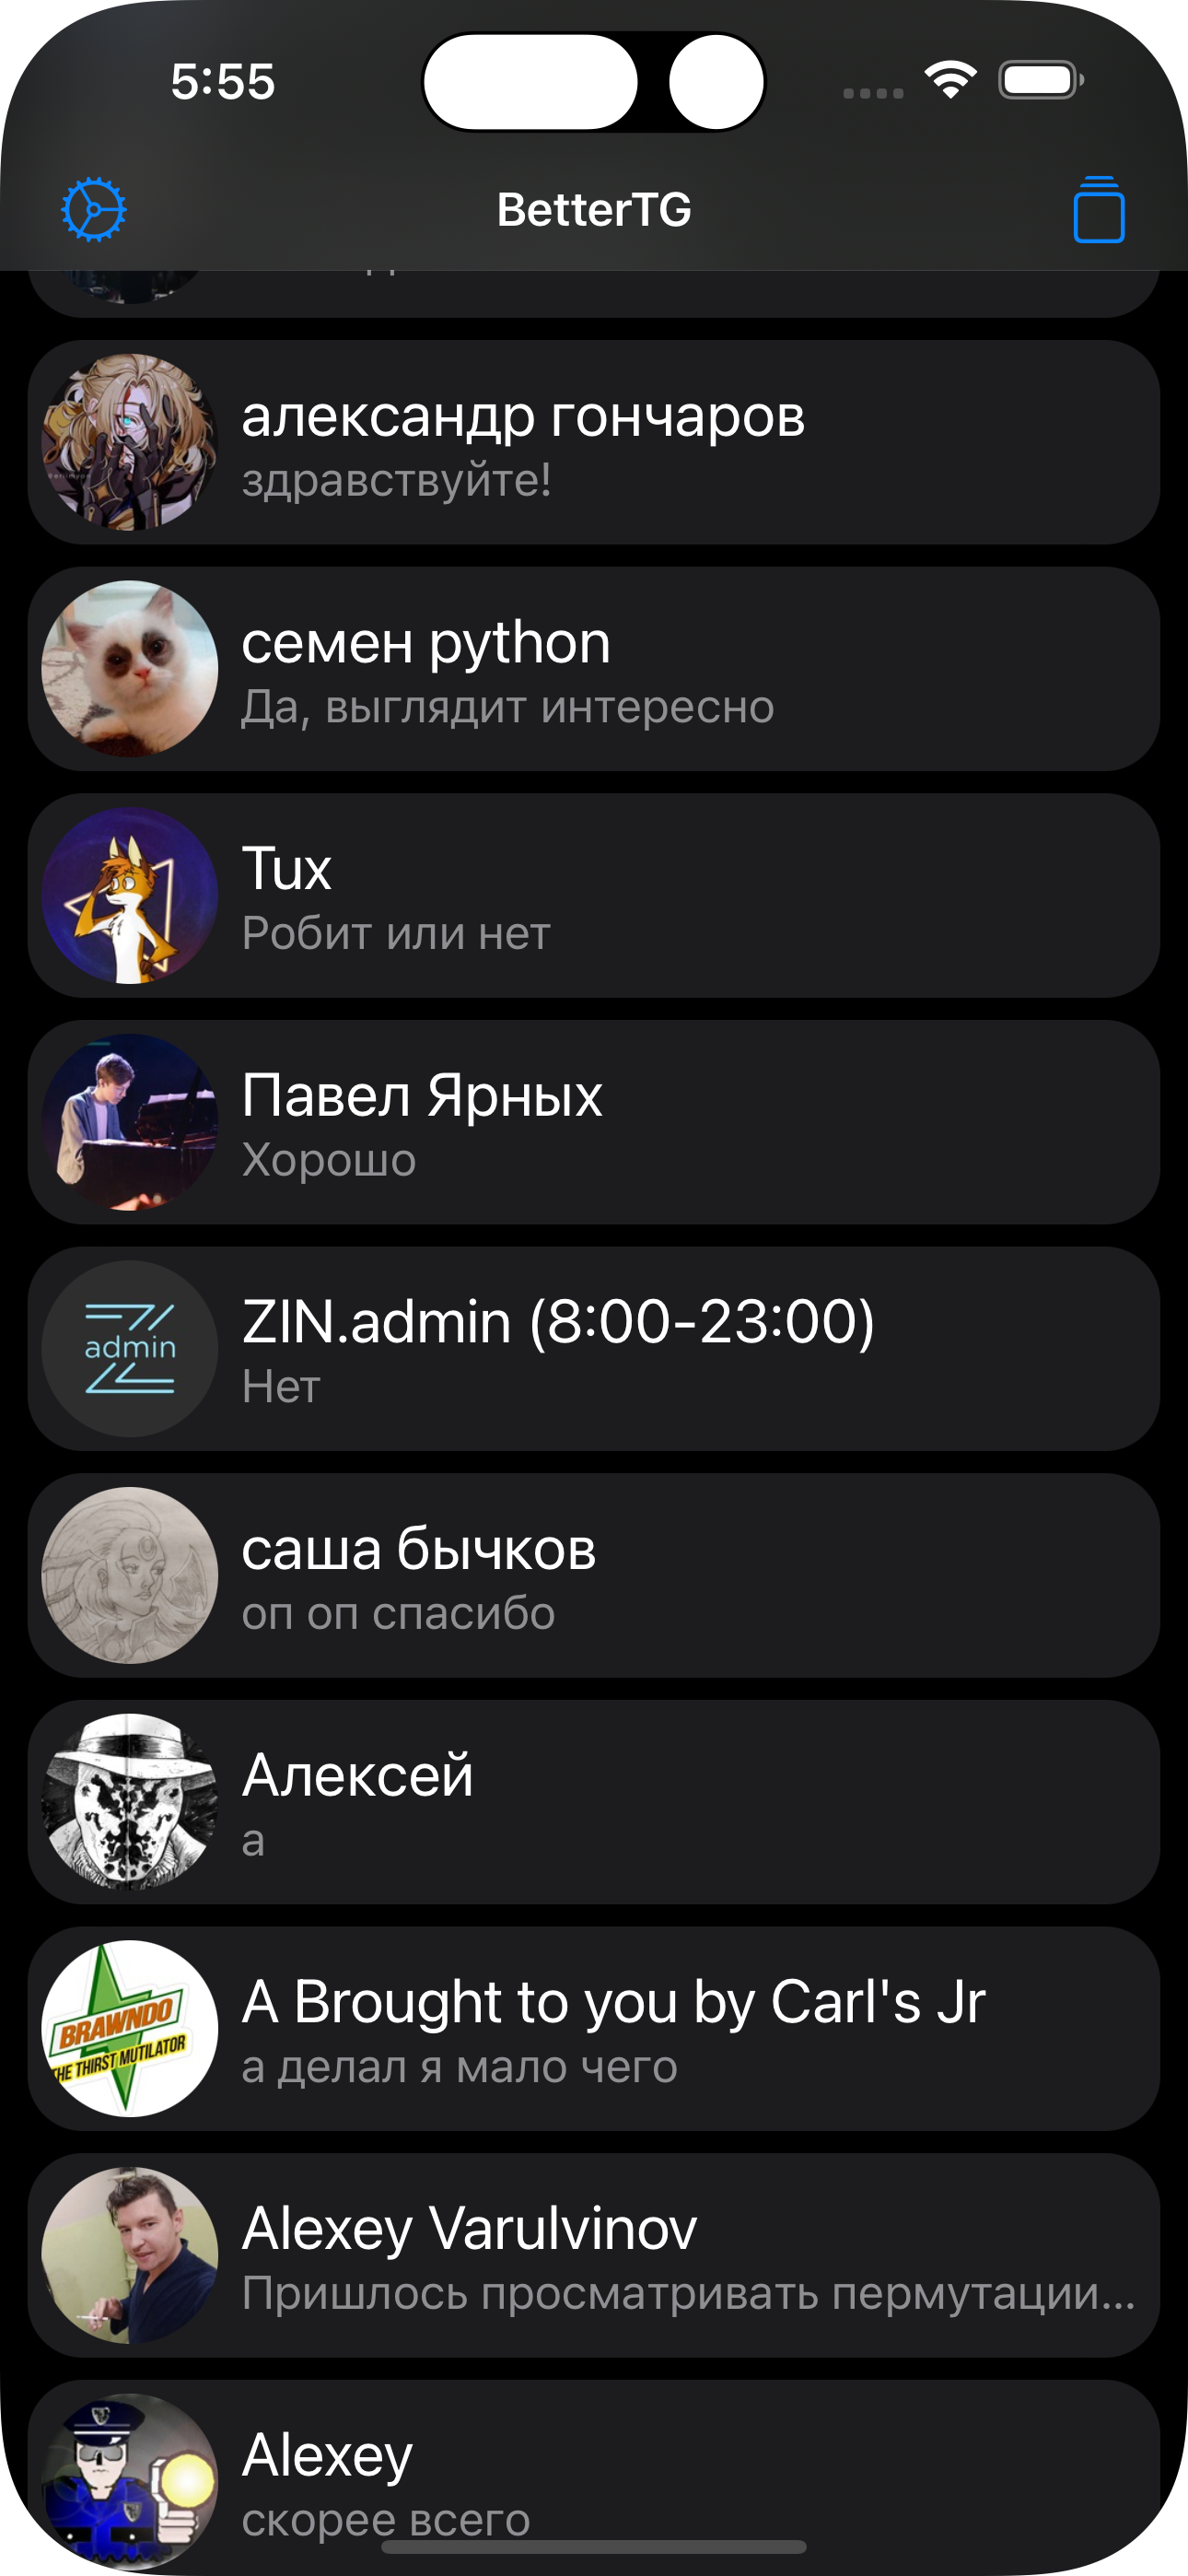 5:55
BetterTG
александр гончаров
здравствуйте!
семен python
Да, выглядит интересно
Tux
Робит или нет
Павел Ярных
Хорошо
admin
ZIN.admin (8:00-23:00)
Нет
саша бычков
оп оп спасибо
Алексей
а
BRAWNDO
THE THIRST MUTILATOR
A Brought to you by Carl's Jr
а делал я мало чего
Alexey Varulvinov
Пришлось просматривать пермутации...
Alexey
скорее всего